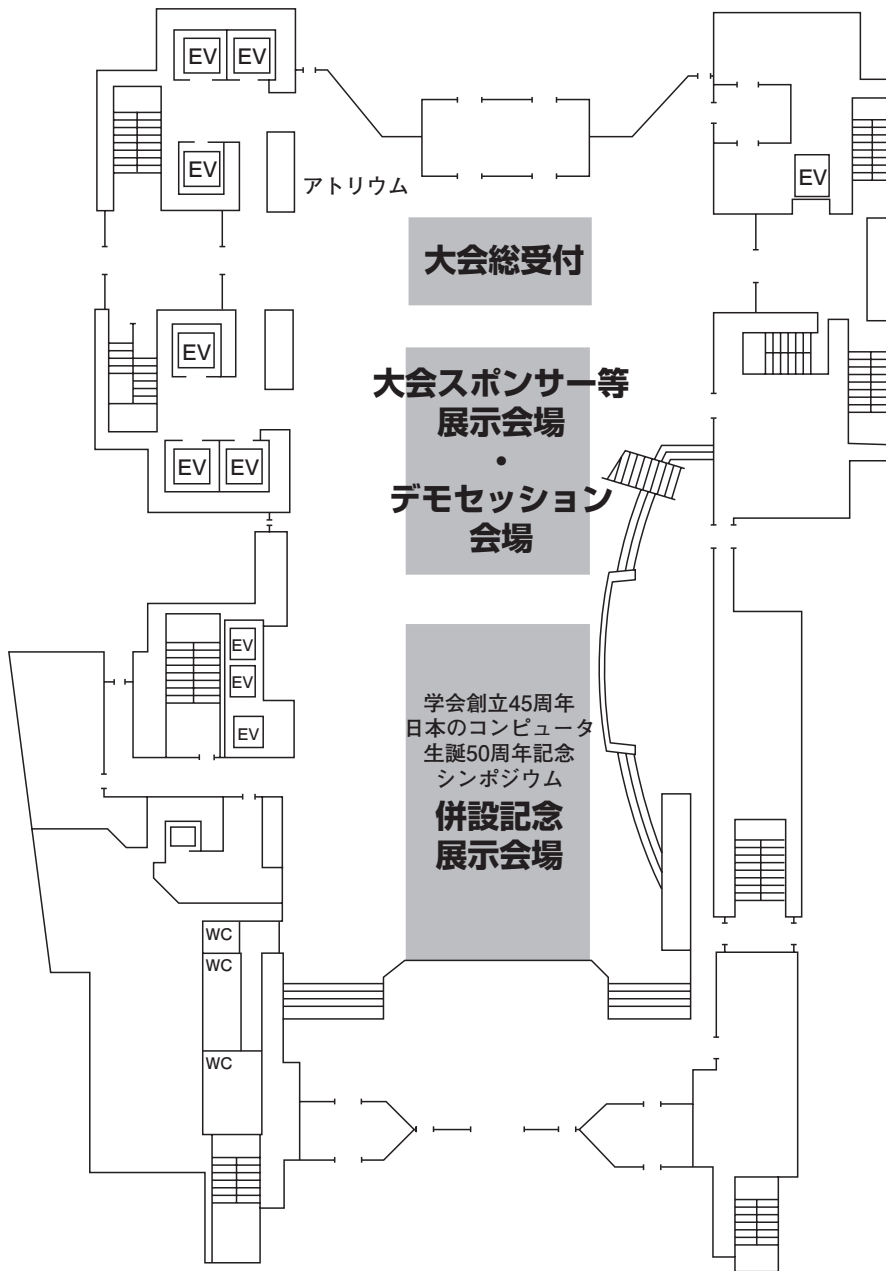 EV EV
EV
アトリウム
EV
大会総受付
EV
大会スポンサー等
展示会場
・
デモセッション
会場
EV EV
EV
EV
EV
学会創立45周年
日本のコンピュータ
生誕50周年記念
シンポジウム
併設記念
展示会場
WC
WC
WC